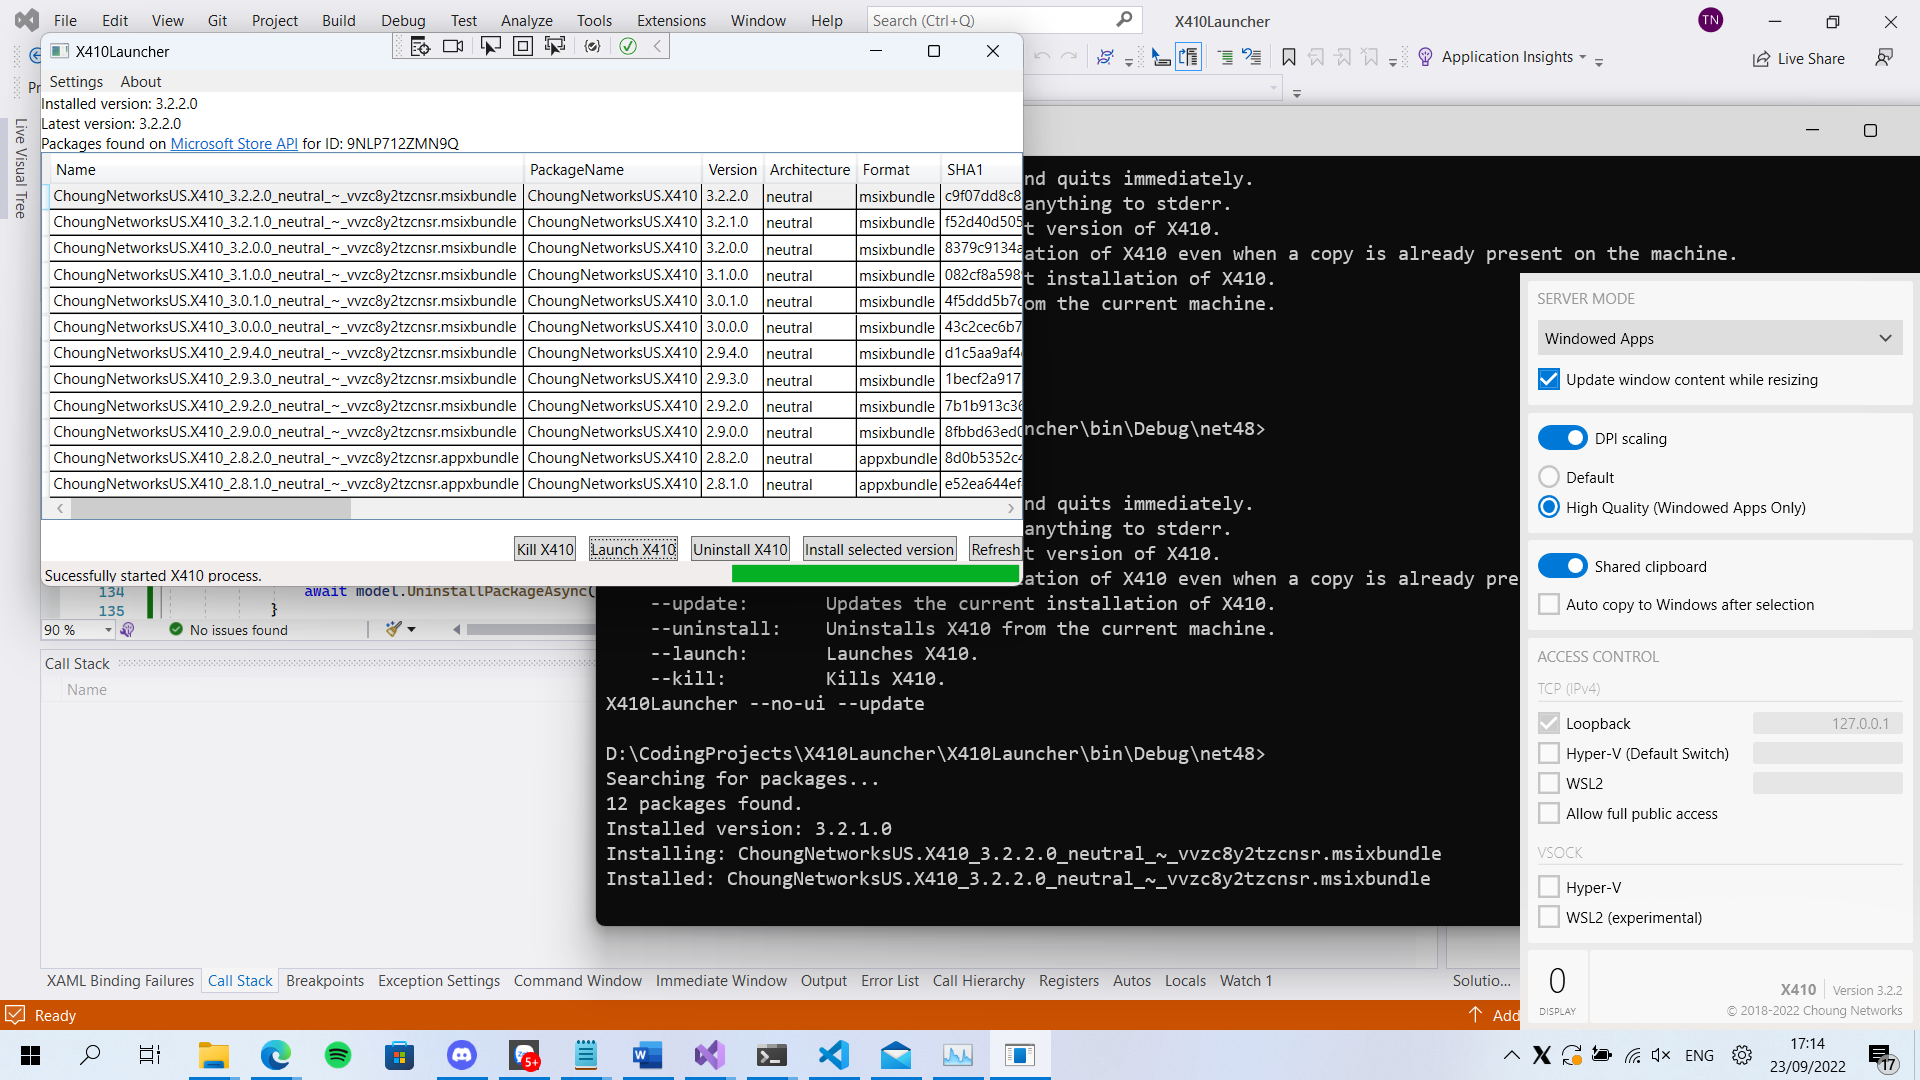 File Edit View Git Project Build Debug Test Analyze Tools Extensions Window Help Search (Ctrl+Q) X410Launcher TN
Application Insights Live Share
Pr
Live Visual Tree
X410Launcher
Settings About
Installed version: 3.2.2.0
Latest version: 3.2.2.0
Packages found on Microsoft Store API for ID: 9NLP712ZMN9Q
Name PackageName Version Architecture Format SHA1
ChoungNetworksUS.X410_3.2.2.0_neutral_~_vvzc8y2tzcnsr.msixbundle ChoungNetworksUS.X410 3.2.2.0 neutral msixbundle c9f07dd8c8
ChoungNetworksUS.X410_3.2.1.0_neutral_~_vvzc8y2tzcnsr.msixbundle ChoungNetworksUS.X410 3.2.1.0 neutral msixbundle f52d40d505
ChoungNetworksUS.X410_3.2.0.0_neutral_~_vvzc8y2tzcnsr.msixbundle ChoungNetworksUS.X410 3.2.0.0 neutral msixbundle 8379c9134a
ChoungNetworksUS.X410_3.1.0.0_neutral_~_vvzc8y2tzcnsr.msixbundle ChoungNetworksUS.X410 3.1.0.0 neutral msixbundle 082cf8a598
ChoungNetworksUS.X410_3.0.1.0_neutral_~_vvzc8y2tzcnsr.msixbundle ChoungNetworksUS.X410 3.0.1.0 neutral msixbundle 4f5ddd5b7c
ChoungNetworksUS.X410_3.0.0.0_neutral_~_vvzc8y2tzcnsr.msixbundle ChoungNetworksUS.X410 3.0.0.0 neutral msixbundle 43c2cec6b7
ChoungNetworksUS.X410_2.9.4.0_neutral_~_vvzc8y2tzcnsr.msixbundle ChoungNetworksUS.X410 2.9.4.0 neutral msixbundle d1c5aa9af4
ChoungNetworksUS.X410_2.9.3.0_neutral_~_vvzc8y2tzcnsr.msixbundle ChoungNetworksUS.X410 2.9.3.0 neutral msixbundle 1becf2a917
ChoungNetworksUS.X410_2.9.2.0_neutral_~_vvzc8y2tzcnsr.msixbundle ChoungNetworksUS.X410 2.9.2.0 neutral msixbundle 7b1b913c36
ChoungNetworksUS.X410_2.9.0.0_neutral_~_vvzc8y2tzcnsr.msixbundle ChoungNetworksUS.X410 2.9.0.0 neutral msixbundle 8fbbd63ed0
ChoungNetworksUS.X410_2.8.2.0_neutral_~_vvzc8y2tzcnsr.appxbundle ChoungNetworksUS.X410 2.8.2.0 neutral appxbundle 8d0b5352c4
ChoungNetworksUS.X410_2.8.1.0_neutral_~_vvzc8y2tzcnsr.appxbundle ChoungNetworksUS.X410 2.8.1.0 neutral appxbundle e52ea644ef
Kill X410 Launch X410 Uninstall X410 Install selected version Refresh
Sucessfully started X410 process.
134 await model.UninstallPackageAsync(
135 }
90 % No issues found
Call Stack
Name
nd quits immediately.
anything to stderr.
t version of X410.
ation of X410 even when a copy is already present on the machine.
t installation of X410.
om the current machine.
ncher\bin\Debug\net48>
nd quits immediately.
anything to stderr.
t version of X410.
ation of X410 even when a copy is already pre
--update: Updates the current installation of X410.
--uninstall: Uninstalls X410 from the current machine.
--launch: Launches X410.
--kill: Kills X410.
X410Launcher --no-ui --update
D:\CodingProjects\X410Launcher\X410Launcher\bin\Debug\net48>
Searching for packages...
12 packages found.
Installed version: 3.2.1.0
Installing: ChoungNetworksUS.X410_3.2.2.0_neutral_~_vvzc8y2tzcnsr.msixbundle
Installed: ChoungNetworksUS.X410_3.2.2.0_neutral_~_vvzc8y2tzcnsr.msixbundle
SERVER MODE
Windowed Apps
Update window content while resizing
DPI scaling
Default
High Quality (Windowed Apps Only)
Shared clipboard
Auto copy to Windows after selection
ACCESS CONTROL
TCP (IPv4)
Loopback 127.0.0.1
Hyper-V (Default Switch)
WSL2
Allow full public access
VSOCK
Hyper-V
WSL2 (experimental)
0
DISPLAY
X410 Version 3.2.2
© 2018-2022 Choung Networks
XAML Binding Failures Call Stack Breakpoints Exception Settings Command Window Immediate Window Output Error List Call Hierarchy Registers Autos Locals Watch 1 Solutio...
Ready Add
5+ ENG 17:14
23/09/2022 17